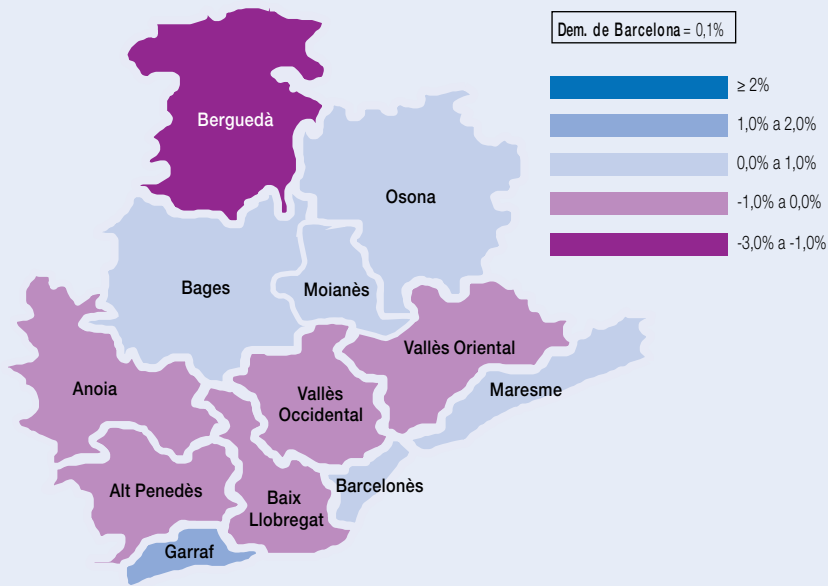 Dem. de Barcelona = 0,1%
≥ 2%
1,0% a 2,0%
0,0% a 1,0%
-1,0% a 0,0%
-3,0% a -1,0%
Berguedà
Osona
Bages
Moianès
Vallès Oriental
Anoia
Vallès
Occidental
Maresme
Alt Penedès
Baix
Llobregat
Barcelonès
Garraf